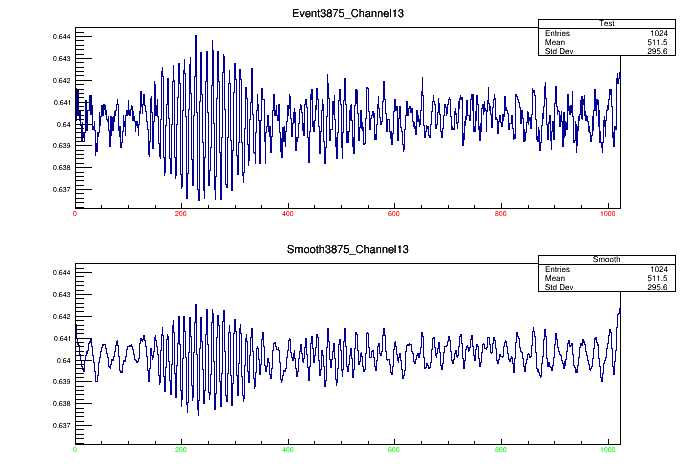 Event3875_Channel13
Test
Entries 1024
Mean 511.5
Std Dev 295.6
0.644
0.643
0.642
0.641
0.64
0.639
0.638
0.637
0 200 400 600 800 1000
Smooth3875_Channel13
Smooth
Entries 1024
Mean 511.5
Std Dev 295.6
0.644
0.643
0.642
0.641
0.64
0.639
0.638
0.637
0 200 400 600 800 1000